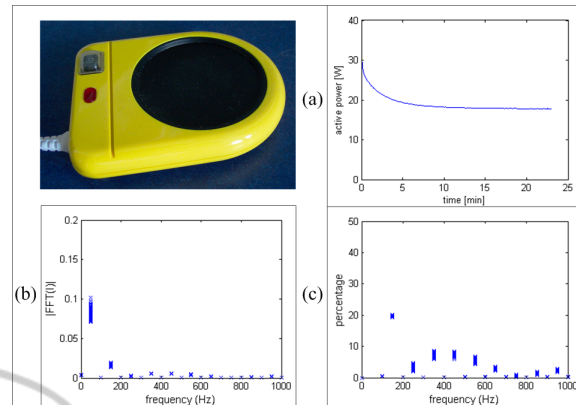 40
30
20
10
0
active power [W]
(a)
0 5 10 15 20 25
time [min]
0.2
0.15
0.1
0.05
0
|FFT(I)|
(b)
0 200 400 600 800 1000
frequency (Hz)
50
40
30
20
10
0
percentage
(c)
0 200 400 600 800 1000
frequency (Hz)